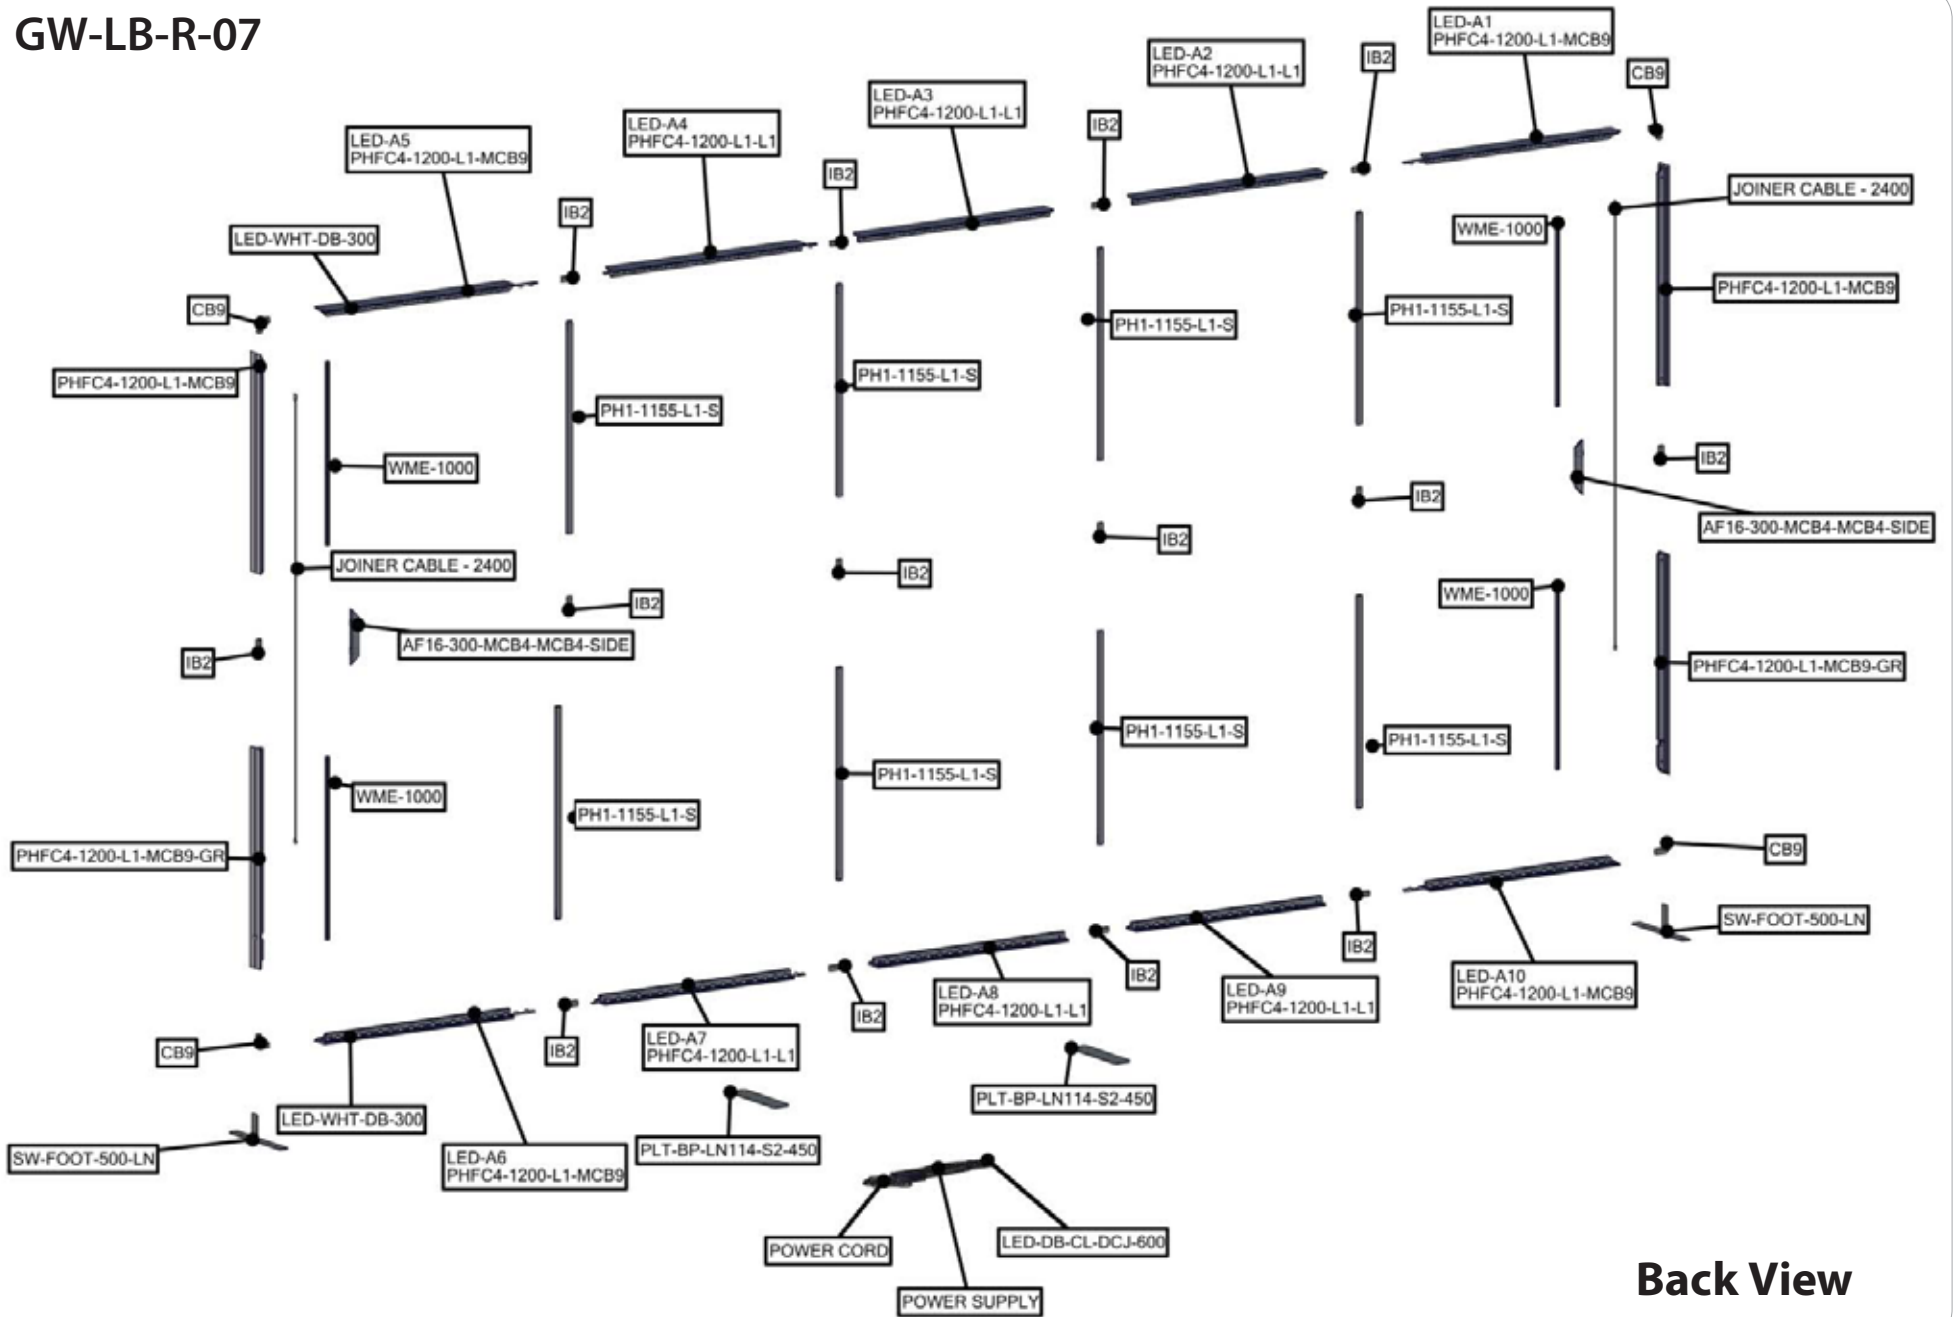 GW-LB-R-07
LED-A1
PHFC4-1200-L1-MCB9
LED-A2
PHFC4-1200-L1-L1
IB2
CB9
LED-A3
PHFC4-1200-L1-L1
IB2
LED-A4
PHFC4-1200-L1-L1
LED-A5
PHFC4-1200-L1-MCB9
IB2
JOINER CABLE - 2400
IB2
WME-1000
LED-WHT-DB-300
PHFC4-1200-L1-MCB9
CB9
PH1-1155-L1-S
PH1-1155-L1-S
PHFC4-1200-L1-MCB9
PH1-1155-L1-S
PH1-1155-L1-S
WME-1000
IB2
IB2
AF16-300-MCB4-MCB4-SIDE
IB2
JOINER CABLE - 2400
IB2
WME-1000
IB2
AF16-300-MCB4-MCB4-SIDE
IB2
PHFC4-1200-L1-MCB9-GR
PH1-1155-L1-S
PH1-1155-L1-S
PH1-1155-L1-S
WME-1000
PH1-1155-L1-S
PHFC4-1200-L1-MCB9-GR
CB9
SW-FOOT-500-LN
IB2
IB2
LED-A10
PHFC4-1200-L1-MCB9
LED-A9
PHFC4-1200-L1-L1
LED-A8
PHFC4-1200-L1-L1
IB2
LED-A7
PHFC4-1200-L1-L1
IB2
CB9
PLT-BP-LN114-S2-450
LED-WHT-DB-300
PLT-BP-LN114-S2-450
SW-FOOT-500-LN
LED-A6
PHFC4-1200-L1-MCB9
POWER CORD
LED-DB-CL-DCJ-600
POWER SUPPLY
Back View